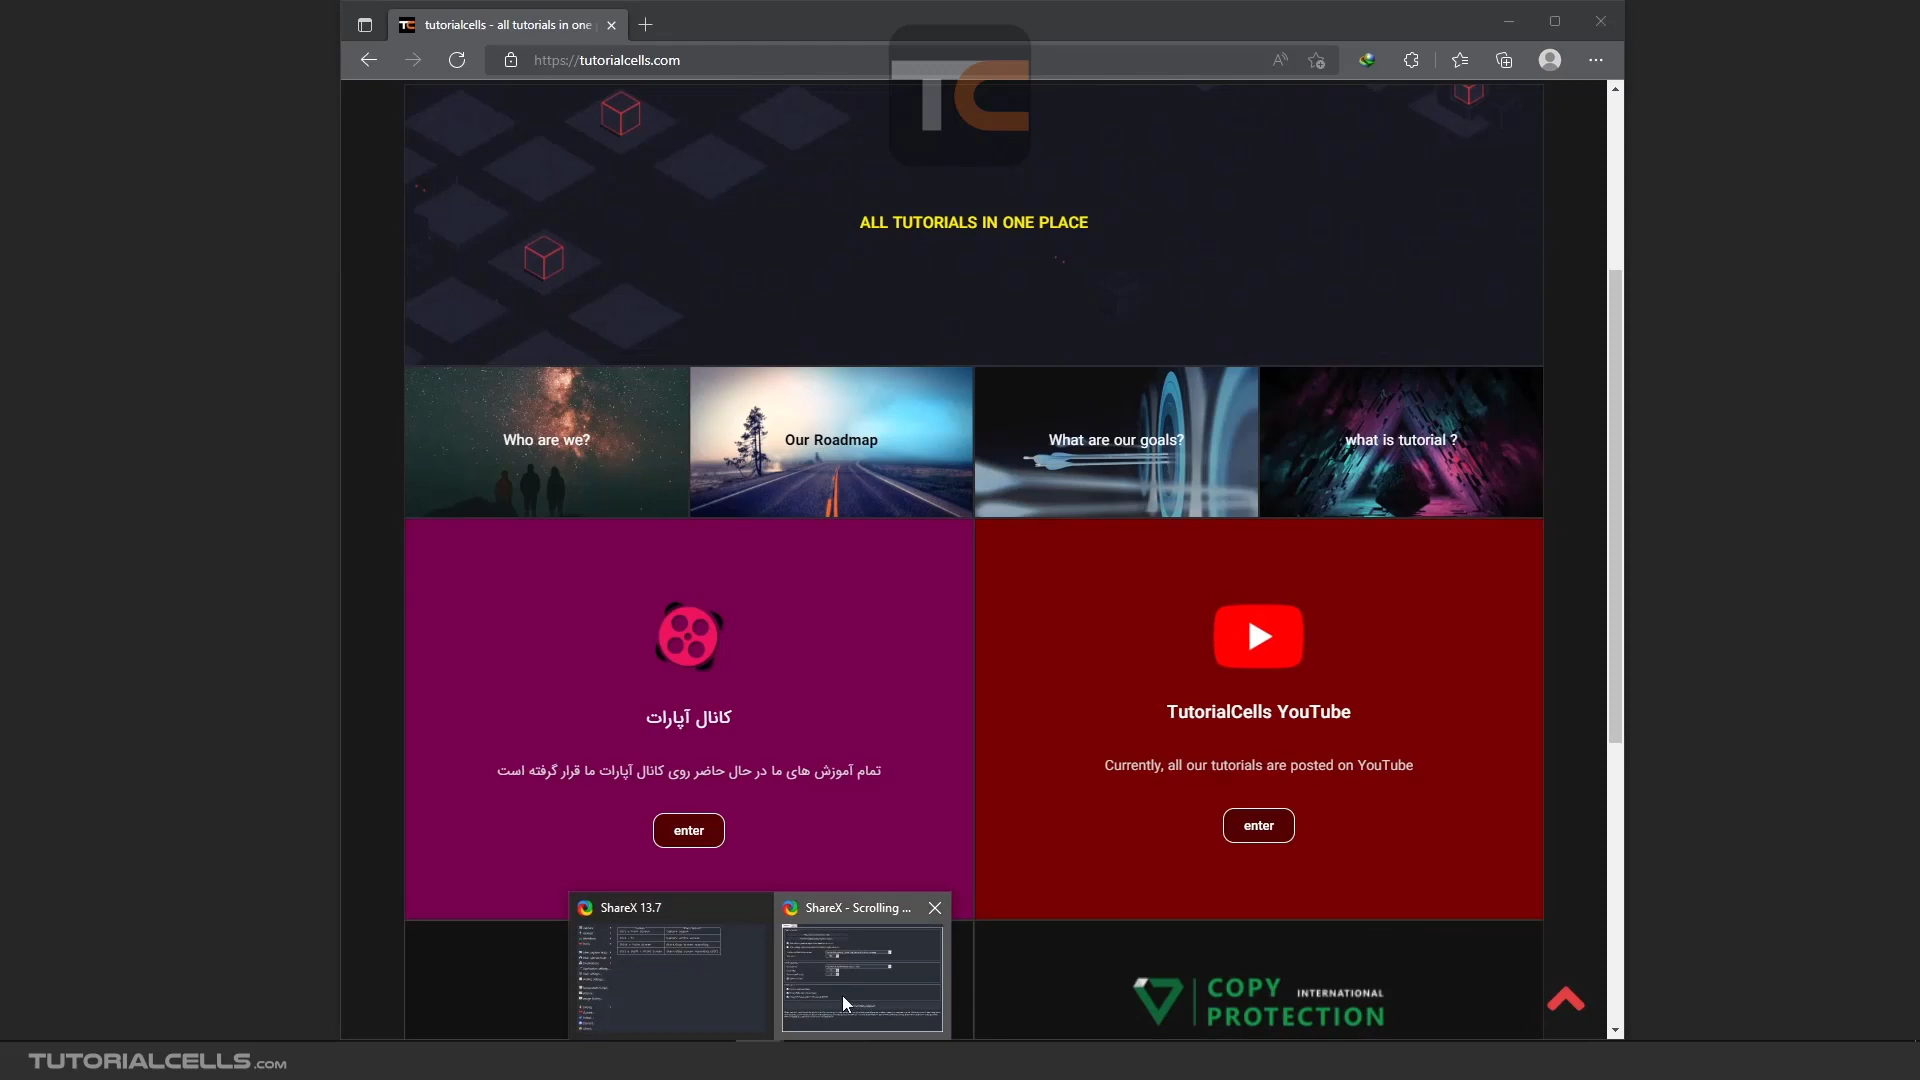 tutorialcells - all tutorials in one
https://tutorialcells.com
TC
ALL TUTORIALS IN ONE PLACE
Who are we?
Our Roadmap
What are our goals?
what is tutorial ?
کانال آپارات
تمام آموزش های ما در حال حاضر روی کانال آپارات ما قرار گرفته است
enter
TutorialCells YouTube
Currently, all our tutorials are posted on YouTube
enter
ShareX 13.7
ShareX - Scrolling ...
COPY INTERNATIONAL
PROTECTION
TUTORIALCELLS.COM